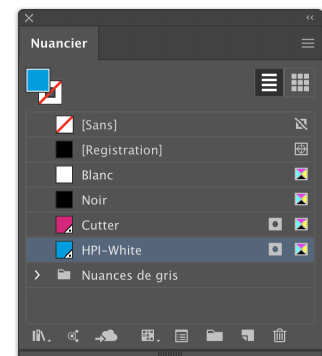 Nuancier
[Sans]
[Registration]
Blanc
Noir
Cutter
HPI-White
Nuances de gris